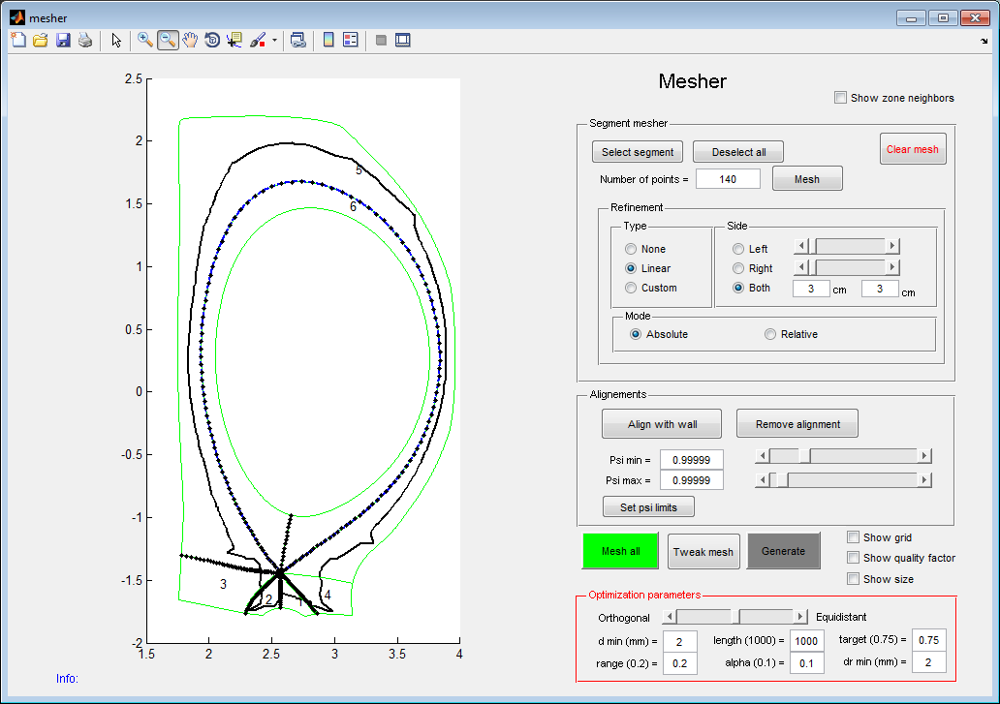 mesher
Mesher
Show zone neighbors
Segment mesher
Select segment
Deselect all
Clear mesh
Number of points =
140
Mesh
Refinement
Type
Side
None
Left
Linear
Right
Custom
Both
3 cm
3 cm
Mode
Absolute
Relative
Alignements
Align with wall
Remove alignment
Psi min =
0.99999
Psi max =
0.99999
Set psi limits
Mesh all
Tweak mesh
Generate
Show grid
Show quality factor
Show size
Optimization parameters
Orthogonal
Equidistant
d min (mm) =
2
length (1000) =
1000
target (0.75) =
0.75
range (0.2) =
0.2
alpha (0.1) =
0.1
dr min (mm) =
2
2.5
2
1.5
1
0.5
0
-0.5
-1
-1.5
-2
1.5 2 2.5 3 3.5 4
5
6
3
2
1
4
Info: